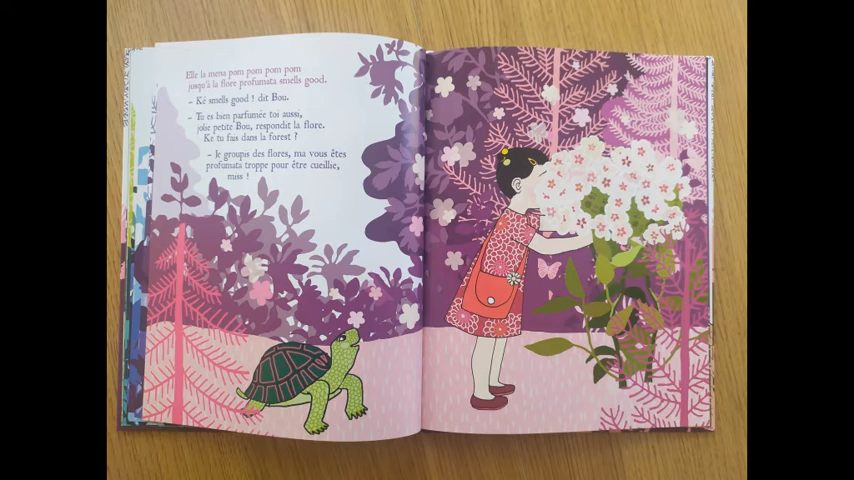 Elle la mena pom pom pom pom
jusqu'à la flore profumata smells good.
– Ké smells good ! dit Bou.
– Tu es bien parfumée toi aussi,
jolie petite Bou, respondit la flore.
Ké tu fais dans la forest ?
– Je groupis des flores, ma vous êtes
profumata troppe pour être cueillie,
miss !